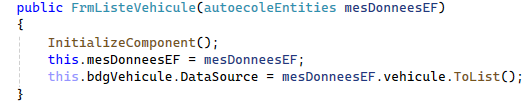 public FrmListeVehicule(autoecoleEntities mesDonneesEF)
{
InitializeComponent();
this.mesDonneesEF = mesDonneesEF;
this.bdgVehicule.DataSource = mesDonneesEF.vehicule.ToList();
}